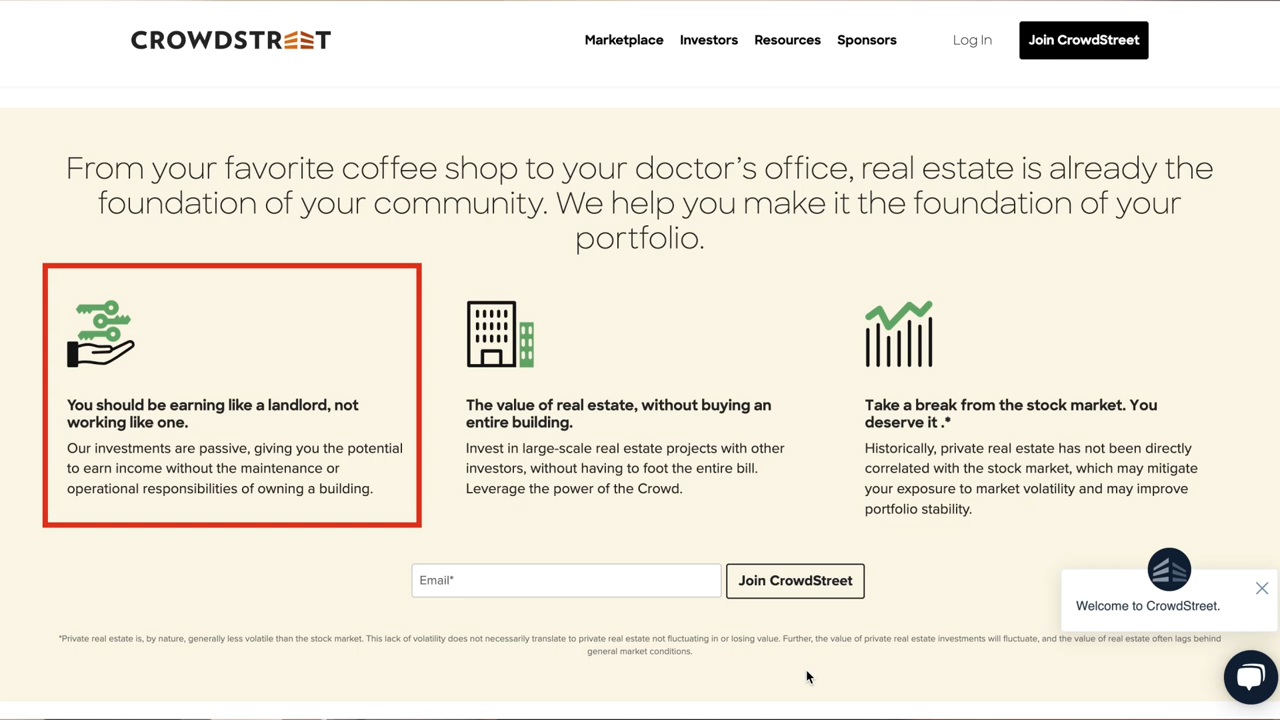 CROWDSTREET
Marketplace Investors Resources Sponsors Log In Join CrowdStreet
From your favorite coffee shop to your doctor’s office, real estate is already the
foundation of your community. We help you make it the foundation of your
portfolio.
You should be earning like a landlord, not
working like one.
Our investments are passive, giving you the potential
to earn income without the maintenance or
operational responsibilities of owning a building.
The value of real estate, without buying an
entire building.
Invest in large-scale real estate projects with other
investors, without having to foot the entire bill.
Leverage the power of the Crowd.
Take a break from the stock market. You
deserve it .*
Historically, private real estate has not been directly
correlated with the stock market, which may mitigate
your exposure to market volatility and may improve
portfolio stability.
Email*
Join CrowdStreet
Welcome to CrowdStreet.
*Private real estate is, by nature, generally less volatile than the stock market. This lack of volatility does not necessarily translate to private real estate not fluctuating in or losing value. Further, the value of private real estate investments will fluctuate, and the value of real estate often lags behind
general market conditions.